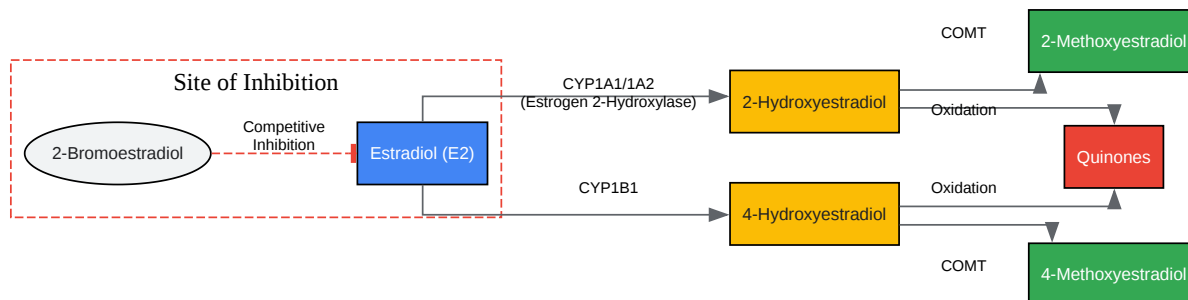 COMT
2-Methoxyestradiol
Site of Inhibition
CYP1A1/1A2
(Estrogen 2-Hydroxylase)
2-Hydroxyestradiol
Oxidation
Competitive
Inhibition
2-Bromoestradiol
Estradiol (E2)
Quinones
CYP1B1
Oxidation
4-Hydroxyestradiol
COMT
4-Methoxyestradiol